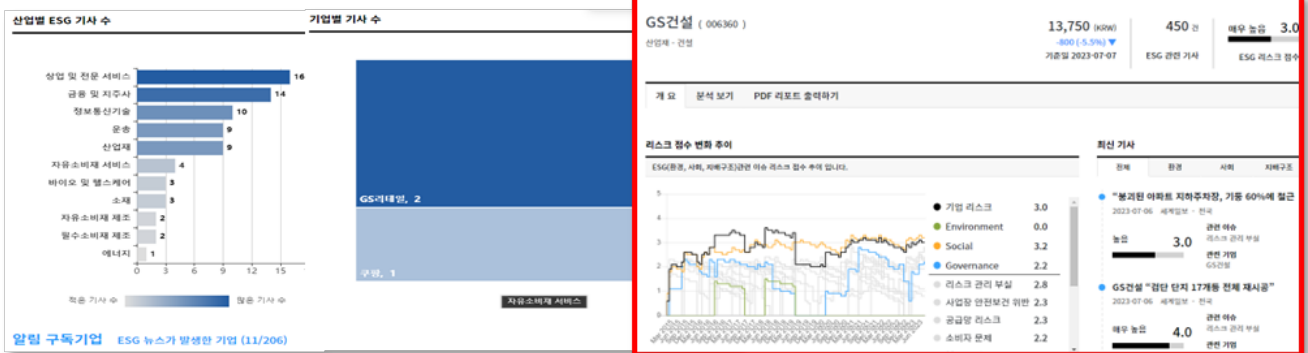 산업별 ESG 기사 수
상업 및 전문 서비스 16
금융 및 지주사 14
정보통신기술 10
운송 9
산업재 9
자유소비재 서비스 4
바이오 및 헬스케어 3
소재 3
자유소비재 제조 2
필수소비재 제조 2
에너지 1
0 3 6 9 12 15
적은 기사 수 많은 기사 수
알림 구독기업 ESG 뉴스가 발생한 기업 (11/206)
기업별 기사 수
GS리테일, 2
쿠팡, 1
자유소비재 서비스
GS건설 ( 006360 )
산업재 - 건설
13,750 (KRW)
-800 (-5.5%) ▼
기준일 2023-07-07
450 건
ESG 관련 기사
매우 높음 3.0
ESG 리스크 점수
개 요 분석 보기 PDF 리포트 출력하기
리스크 점수 변화 추이
ESG(환경, 사회, 지배구조)관련 이슈 리스크 점수 추이 입니다.
5
4
3
2
1
0
기업 리스크 3.0
Environment 0.0
Social 3.2
Governance 2.2
리스크 관리 부실 2.8
사업장 안전보건 위반 2.3
공급망 리스크 2.3
소비자 문제 2.2
최신 기사
전체 환경 사회 지배구조
“붕괴된 아파트 지하주차장, 기둥 60%에 철근
2023-07-06 세계일보 - 전국
높음 3.0
관련 이슈
리스크 관리 부실
관련 기업
GS건설
GS건설 “검단 단지 17개동 전체 재시공”
2023-07-06 세계일보 - 전국
매우 높음 4.0
관련 이슈
리스크 관리 부실
관련 기업